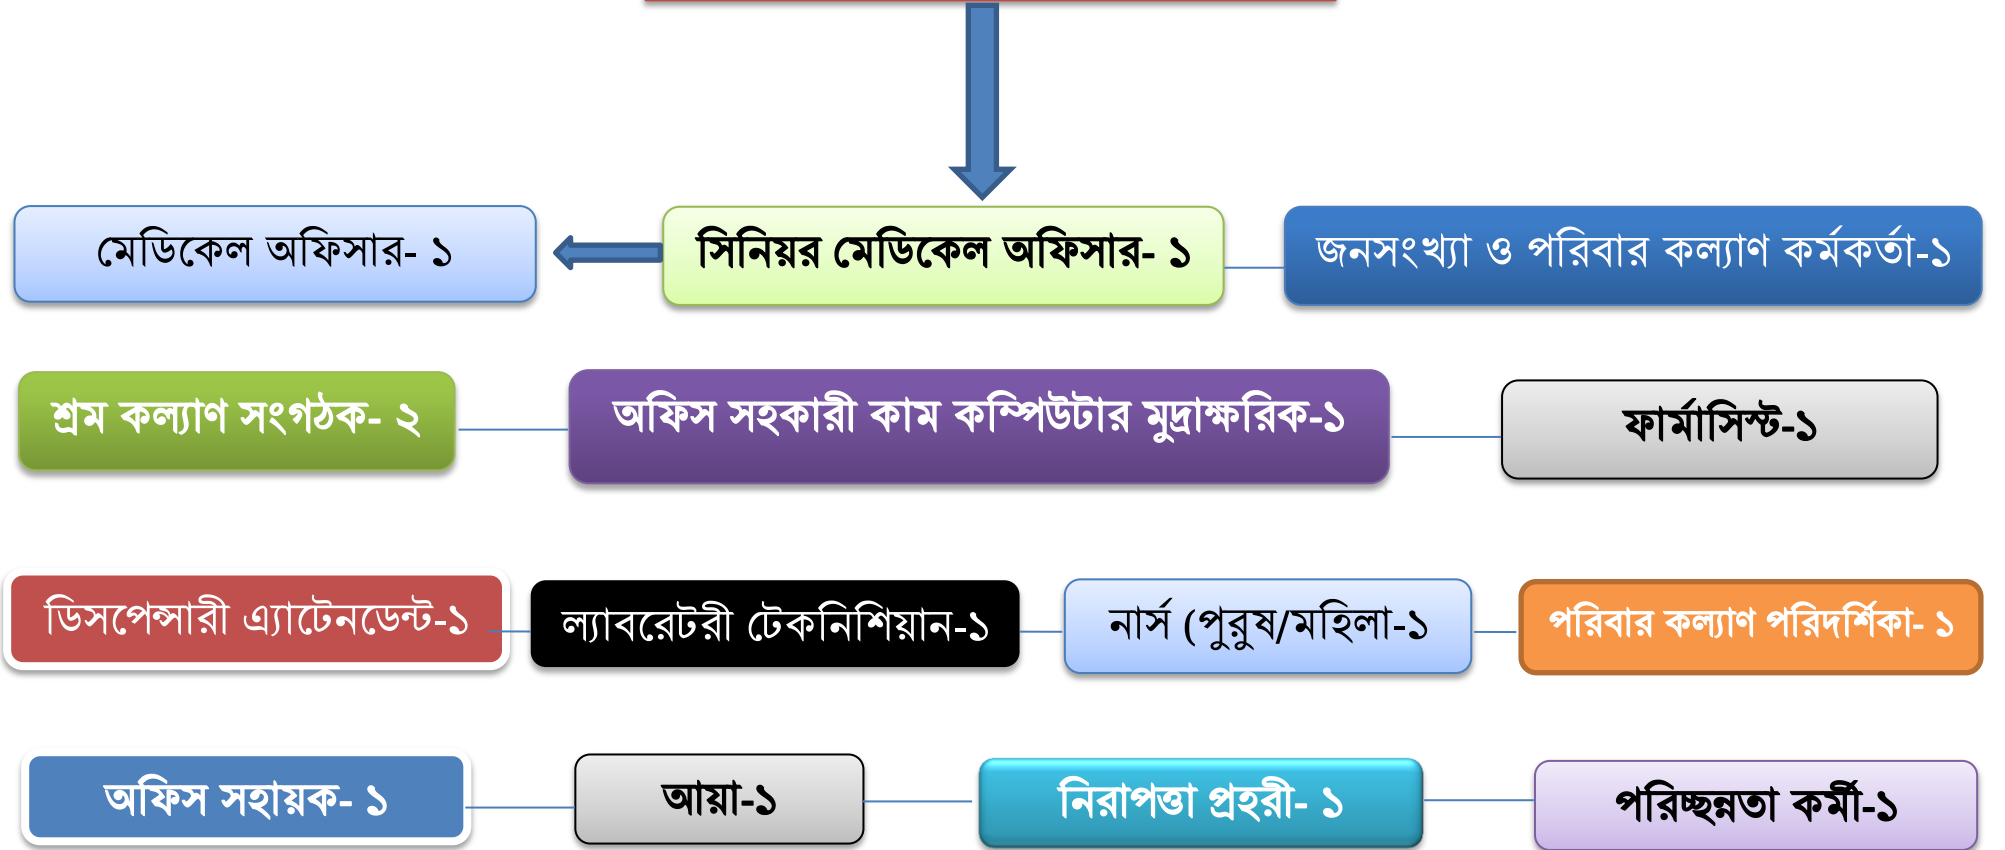 মেডিকেল অফিসার- ১
সিনিয়র মেডিকেল অফিসার- ১
জনসংখ্যা ও পরিবার কল্যাণ কর্মকর্তা-১
শ্রম কল্যাণ সংগঠক- ২
অফিস সহকারী কাম কম্পিউটার মুদ্রাক্ষরিক-১
ফার্মাসিস্ট-১
ডিসপেন্সারী এ্যাটেনডেন্ট-১
ল্যাবরেটরী টেকনিশিয়ান-১
নার্স (পুরুষ/মহিলা-১
পরিবার কল্যাণ পরিদর্শিকা- ১
অফিস সহায়ক- ১
আয়া-১
নিরাপত্তা প্রহরী- ১
পরিচ্ছন্নতা কর্মী-১